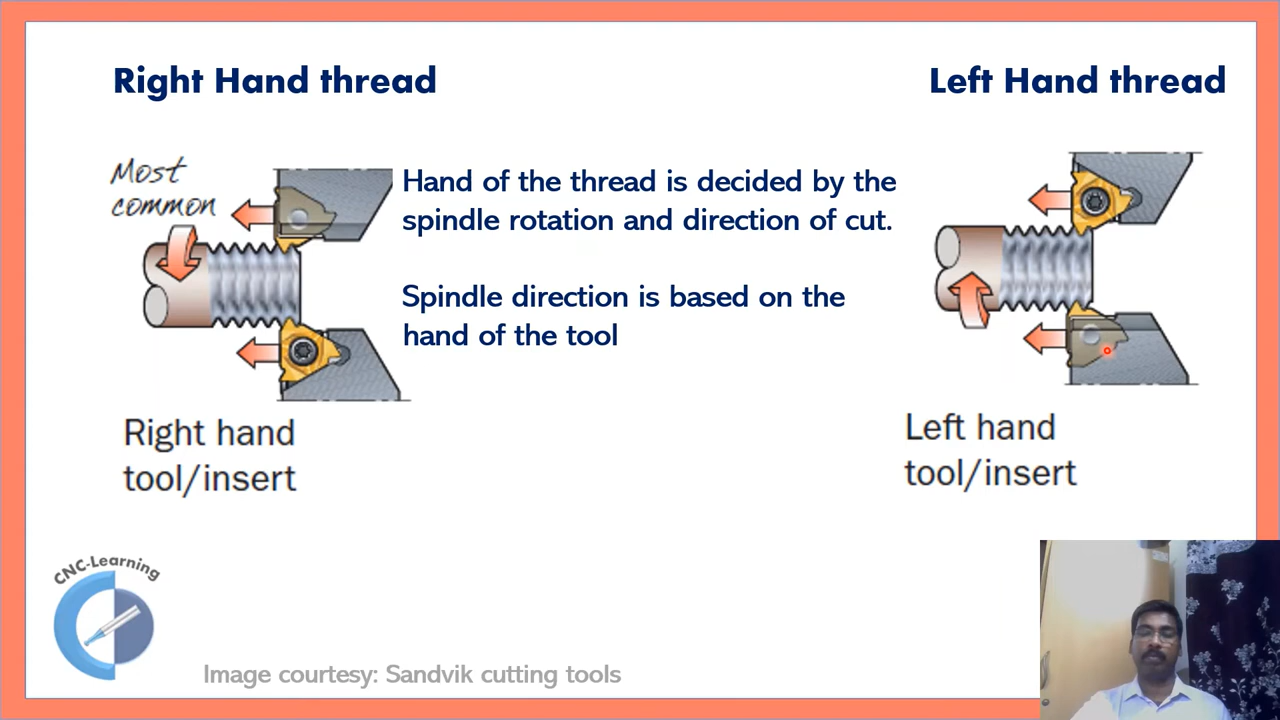 Right Hand thread
Left Hand thread
Most
common
Hand of the thread is decided by the
spindle rotation and direction of cut.
Spindle direction is based on the
hand of the tool
Right hand
tool/insert
Left hand
tool/insert
CNC-Learning
Image courtesy: Sandvik cutting tools